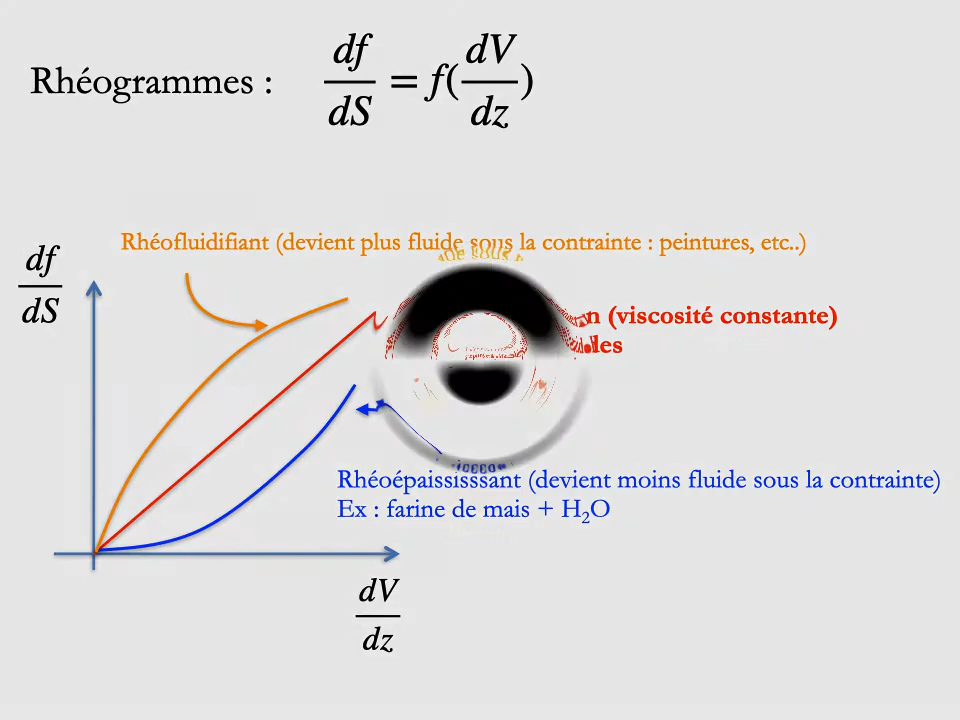 Rhéogrammes :
df/dS = f(dV/dz)
Rhéofluidifiant (devient plus fluide sous la contrainte : peintures, etc..)
df/dS
(viscosité constante)
Rhéoépaississsant (devient moins fluide sous la contrainte)
Ex : farine de mais + H₂O
dV/dz